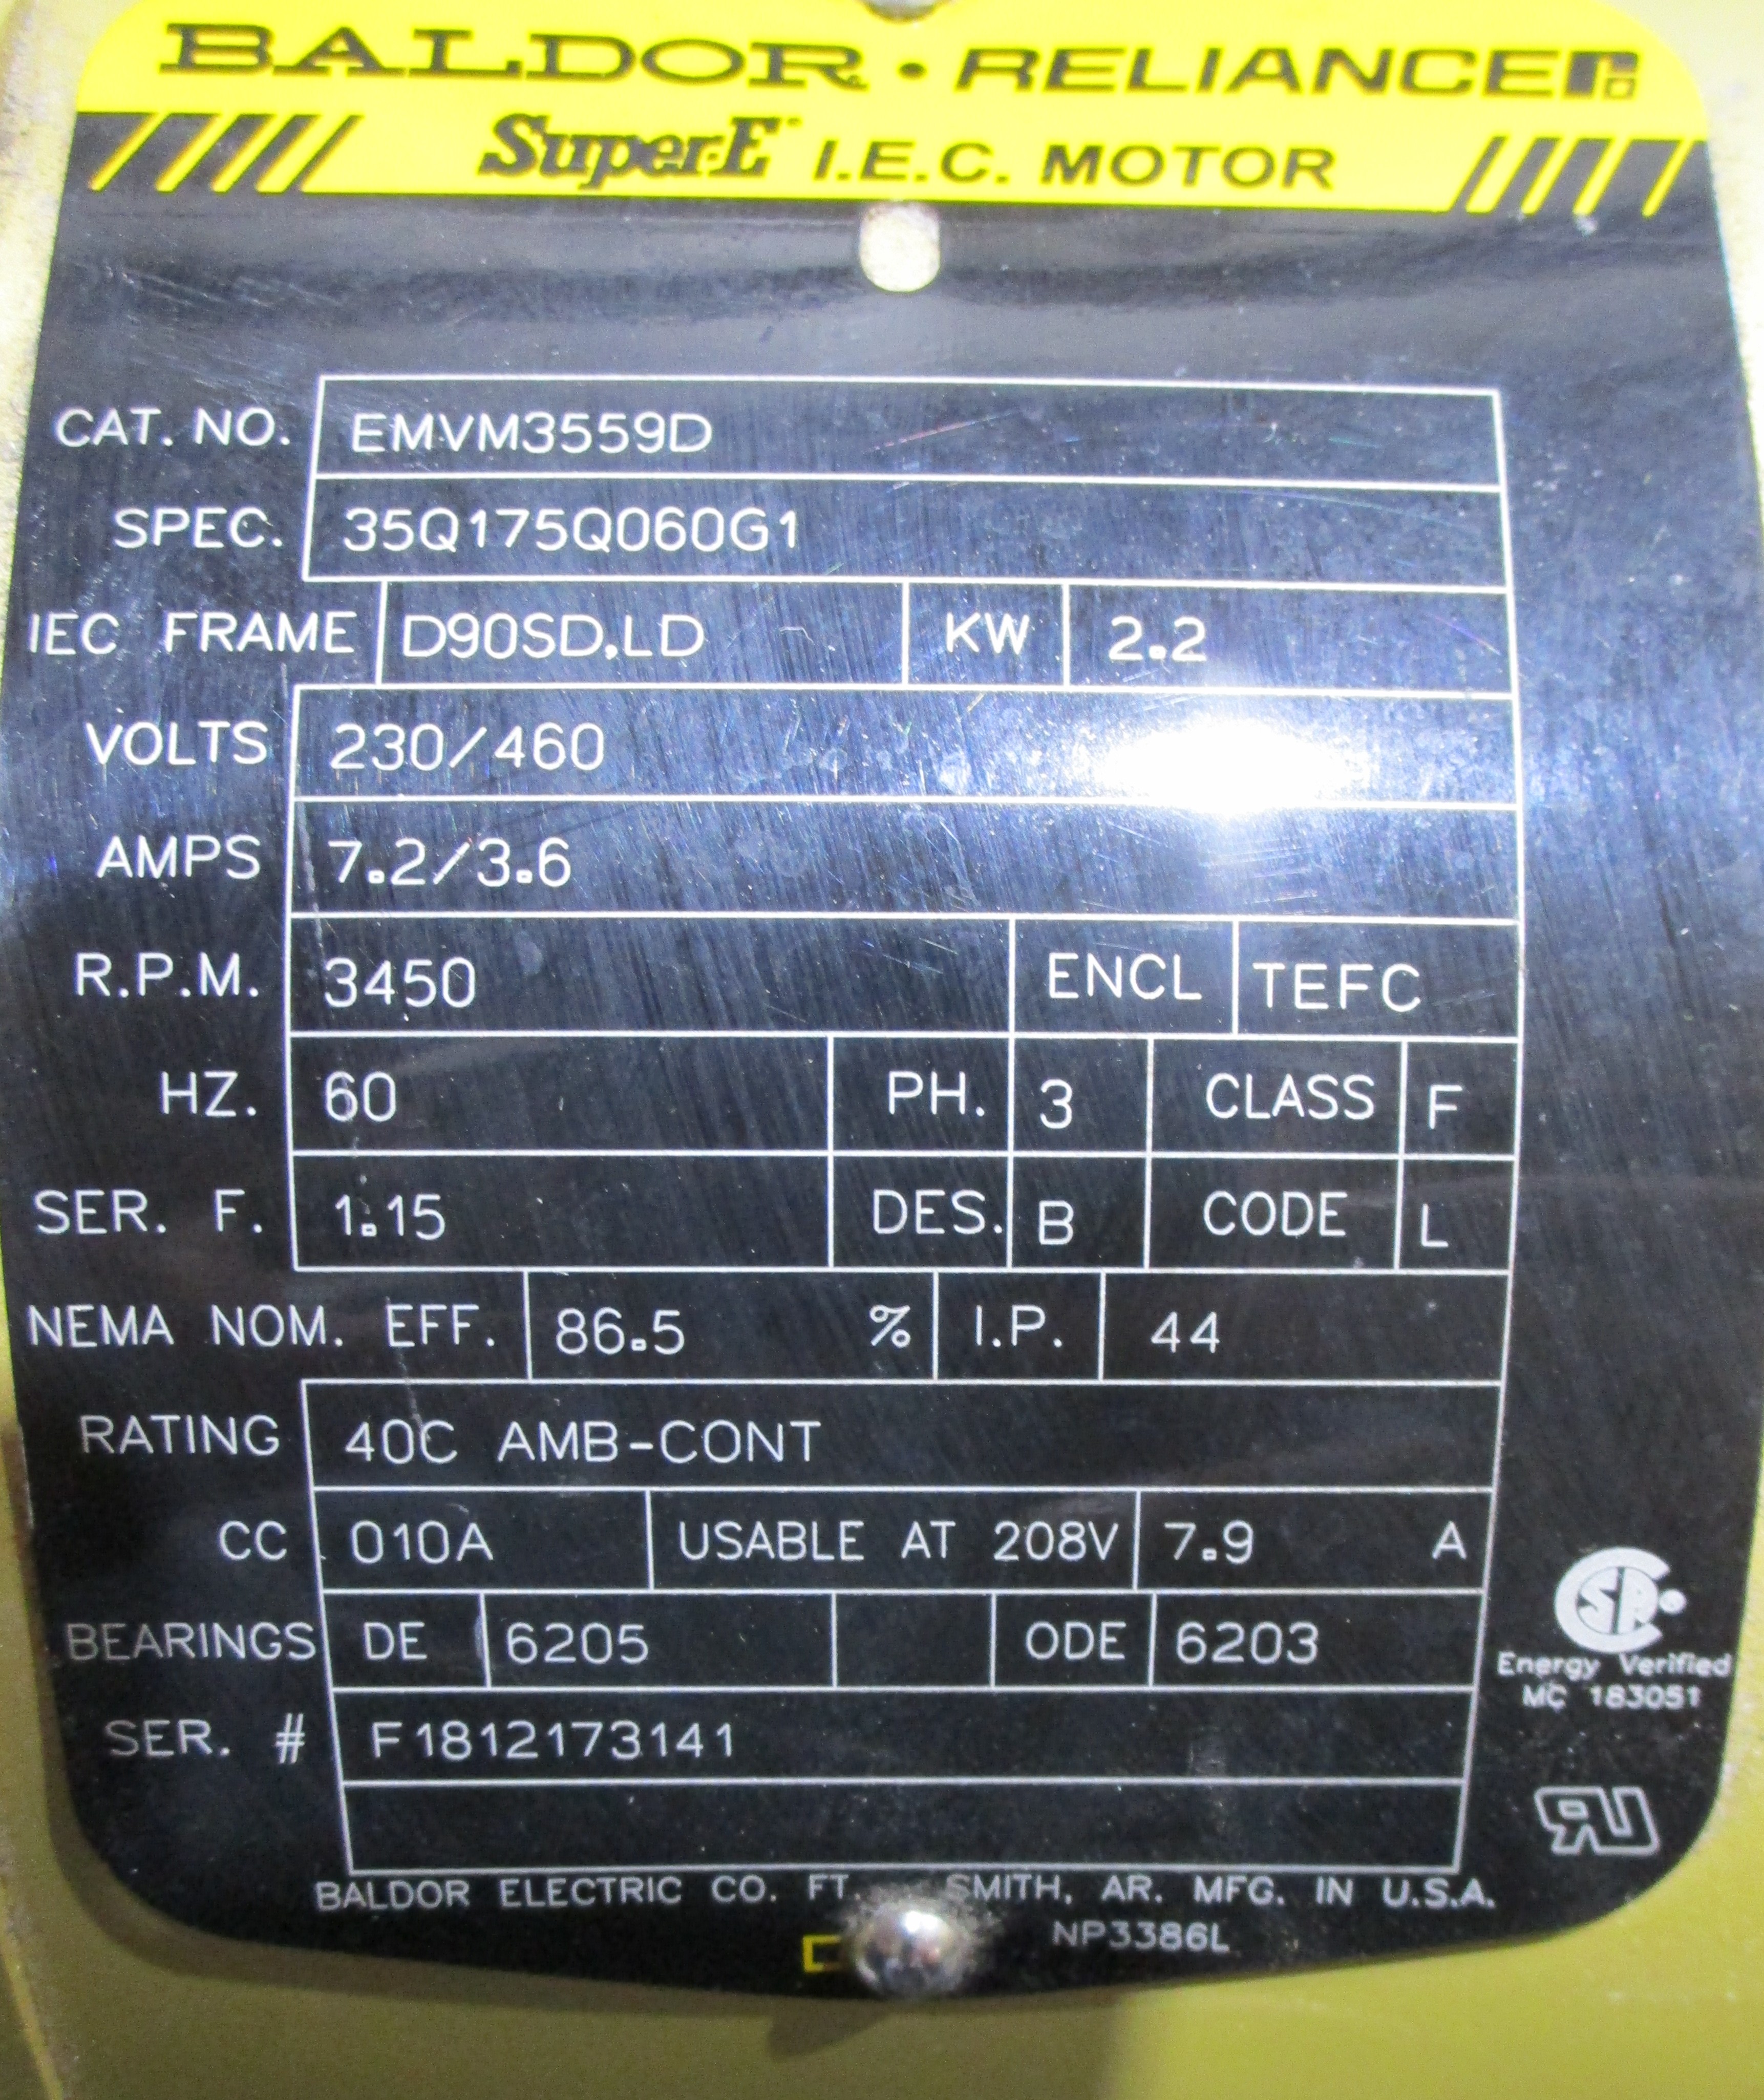 BALDOR • RELIANCE
Super-E™ I.E.C. MOTOR
CAT. NO. EMVM3559D
SPEC. 35Q175Q060G1
IEC FRAME D90SD.LD KW 2.2
VOLTS 230/460
AMPS 7.2/3.6
R.P.M. 3450 ENCL TEFC
HZ. 60 PH. 3 CLASS F
SER. F. 1.15 DES. B CODE L
NEMA NOM. EFF. 86.5 % I.P. 44
RATING 40C AMB-CONT
CC 010A USABLE AT 208V 7.9 A
BEARINGS DE 6205 ODE 6203
SER. # F1812173141
Energy Verified
MC 183051
BALDOR ELECTRIC CO. FT. SMITH, AR. MFG. IN U.S.A.
NP3386L